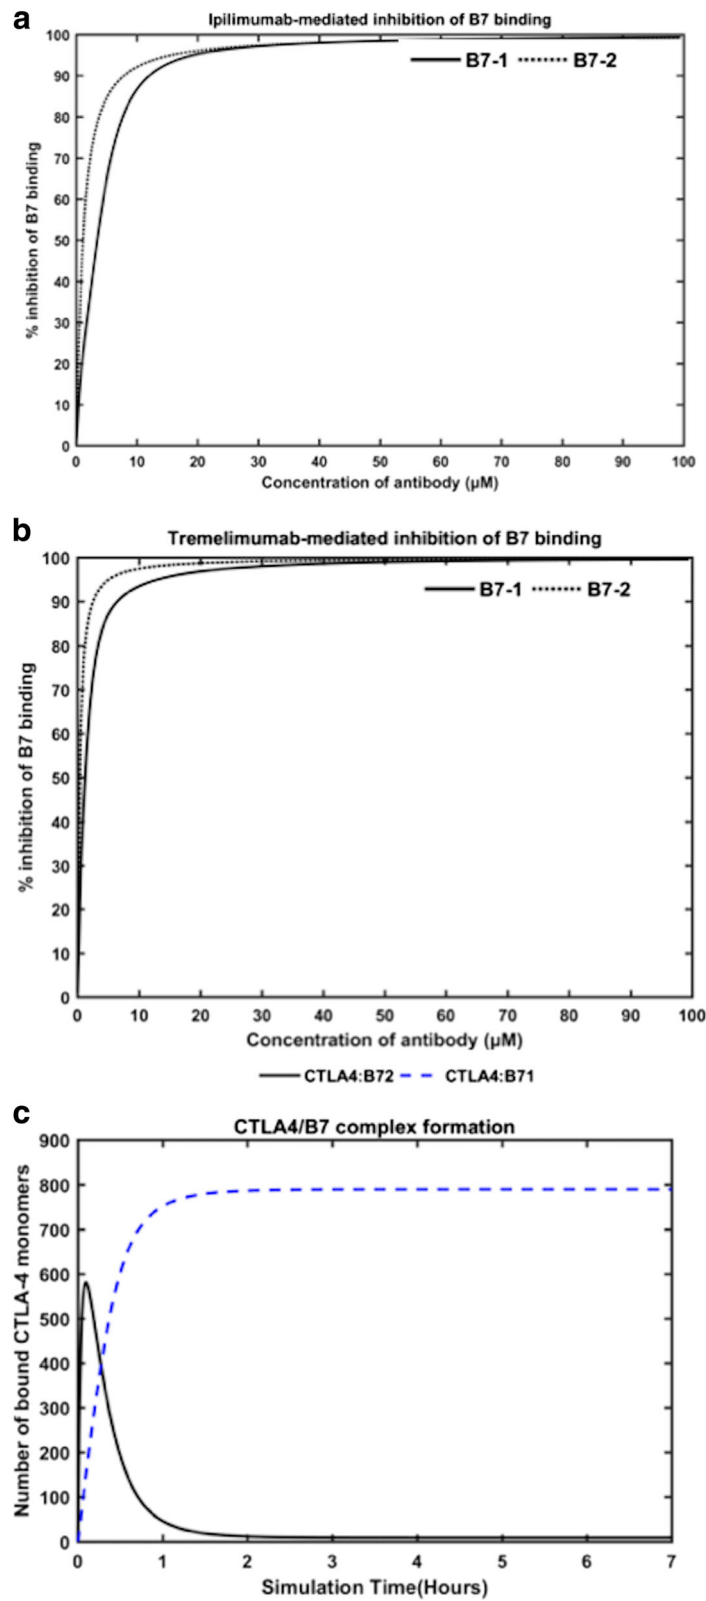 a
Ipilimumab-mediated inhibition of B7 binding
100
90
80
70
60
50
40
30
20
10
0
% inhibition of B7 binding
B7-1 B7-2
0 10 20 30 40 50 60 70 80 90 100
Concentration of antibody (µM)
b
Tremelimumab-mediated inhibition of B7 binding
100
90
80
70
60
50
40
30
20
10
0
% inhibition of B7 binding
B7-1 B7-2
0 10 20 30 40 50 60 70 80 90 100
Concentration of antibody (µM)
CTLA4:B72 CTLA4:B71
c
CTLA4/B7 complex formation
900
800
700
600
500
400
300
200
100
0
Number of bound CTLA-4 monomers
0 1 2 3 4 5 6 7
Simulation Time(Hours)